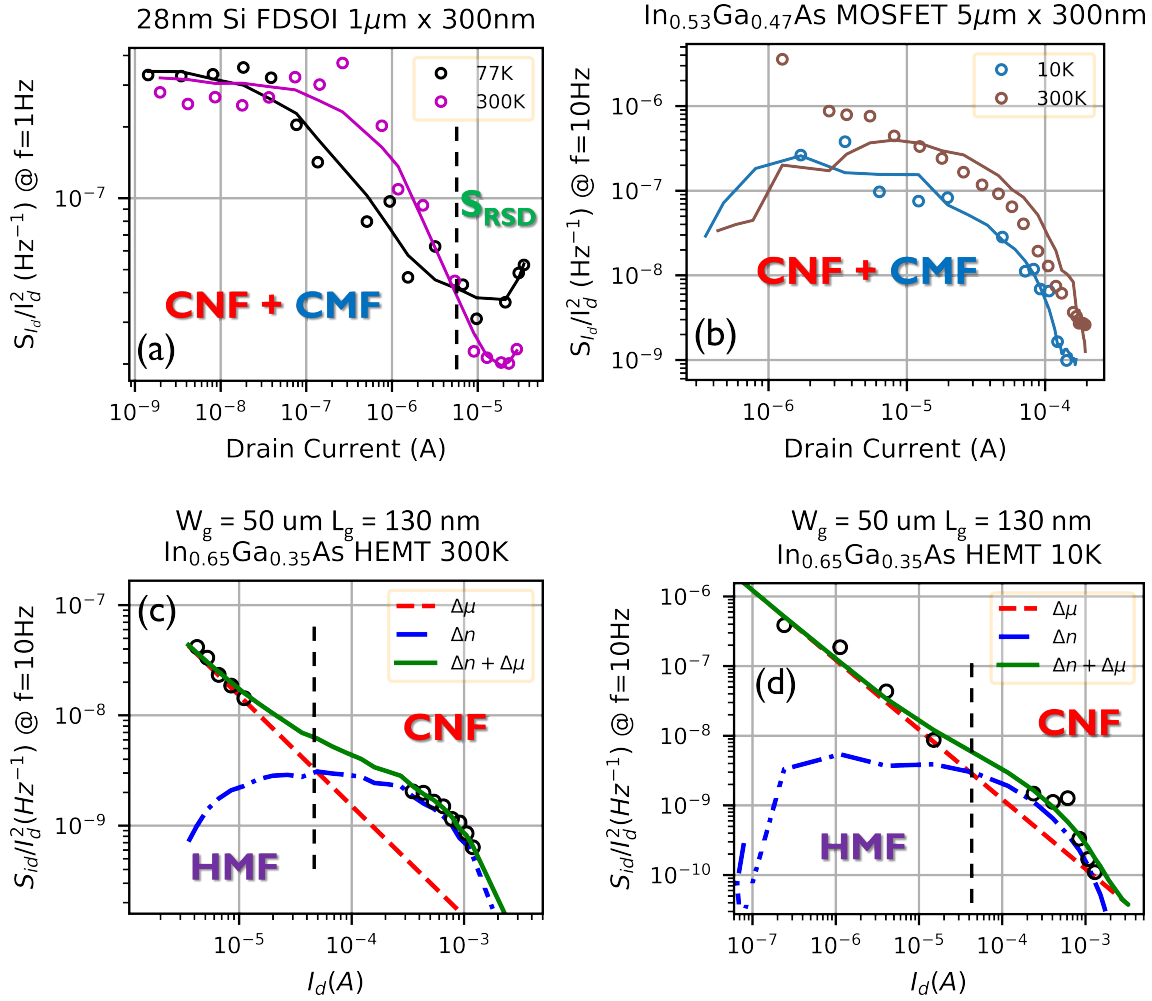 28nm Si FDSOI 1μm x 300nm
S_{I_d}/I_d^2 (Hz^{-1}) @ f=1Hz
10^{-7}
77K
300K
S_{RSD}
CNF + CMF
(a)
10^{-9} 10^{-8} 10^{-7} 10^{-6} 10^{-5}
Drain Current (A)
In_{0.53}Ga_{0.47}As MOSFET 5μm x 300nm
S_{I_d}/I_d^2 (Hz^{-1}) @ f=10Hz
10^{-6}
10^{-7}
10^{-8}
10^{-9}
10K
300K
CNF + CMF
(b)
10^{-6} 10^{-5} 10^{-4}
Drain Current (A)
W_g = 50 um L_g = 130 nm
In_{0.65}Ga_{0.35}As HEMT 300K
S_{id}/I_d^2(Hz^{-1}) @ f=10Hz
10^{-7}
10^{-8}
10^{-9}
(c)
Δμ
Δn
Δn + Δμ
CNF
HMF
10^{-5} 10^{-4} 10^{-3}
I_d(A)
W_g = 50 um L_g = 130 nm
In_{0.65}Ga_{0.35}As HEMT 10K
S_{id}/I_d^2(Hz^{-1}) @ f=10Hz
10^{-6}
10^{-7}
10^{-8}
10^{-9}
10^{-10}
Δμ
Δn
Δn + Δμ
(d)
CNF
HMF
10^{-7} 10^{-6} 10^{-5} 10^{-4} 10^{-3}
I_d(A)